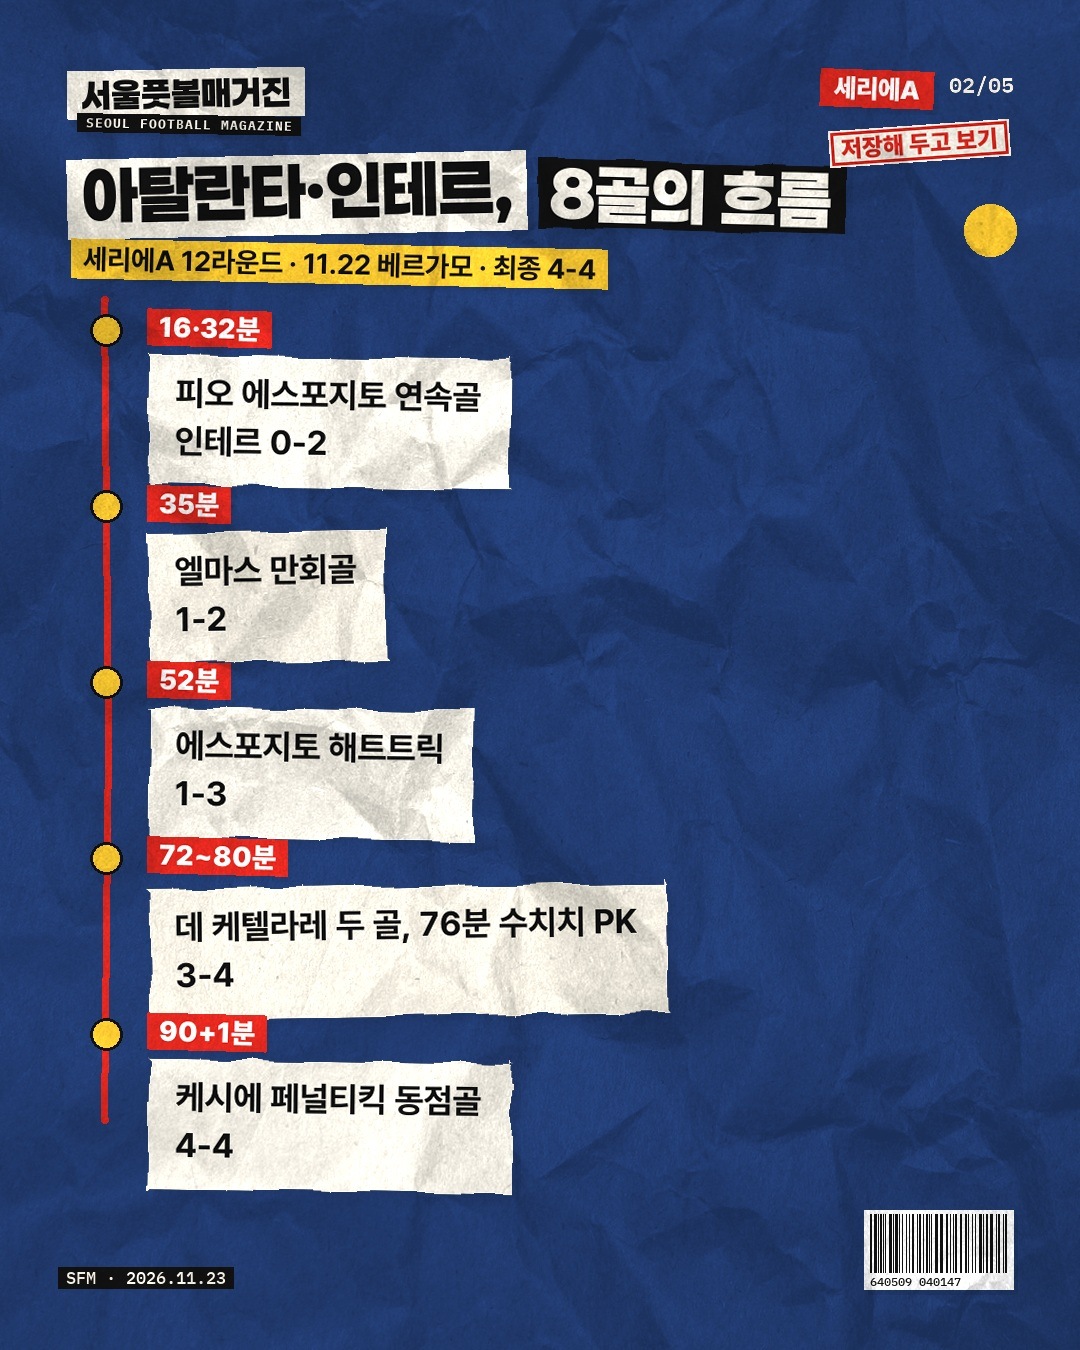 서울풋볼매거진
SEOUL FOOTBALL MAGAZINE
세리에A
02/05
저장해 두고 보기
아탈란타·인테르, 8골의 흐름
세리에A 12라운드 · 11.22 베르가모 · 최종 4-4
16·32분
피오 에스포지토 연속골
인테르 0-2
35분
엘마스 만회골
1-2
52분
에스포지토 해트트릭
1-3
72~80분
데 케텔라레 두 골, 76분 수치치 PK
3-4
90+1분
케시에 페널티킥 동점골
4-4
SFM · 2026.11.23
640509 040147